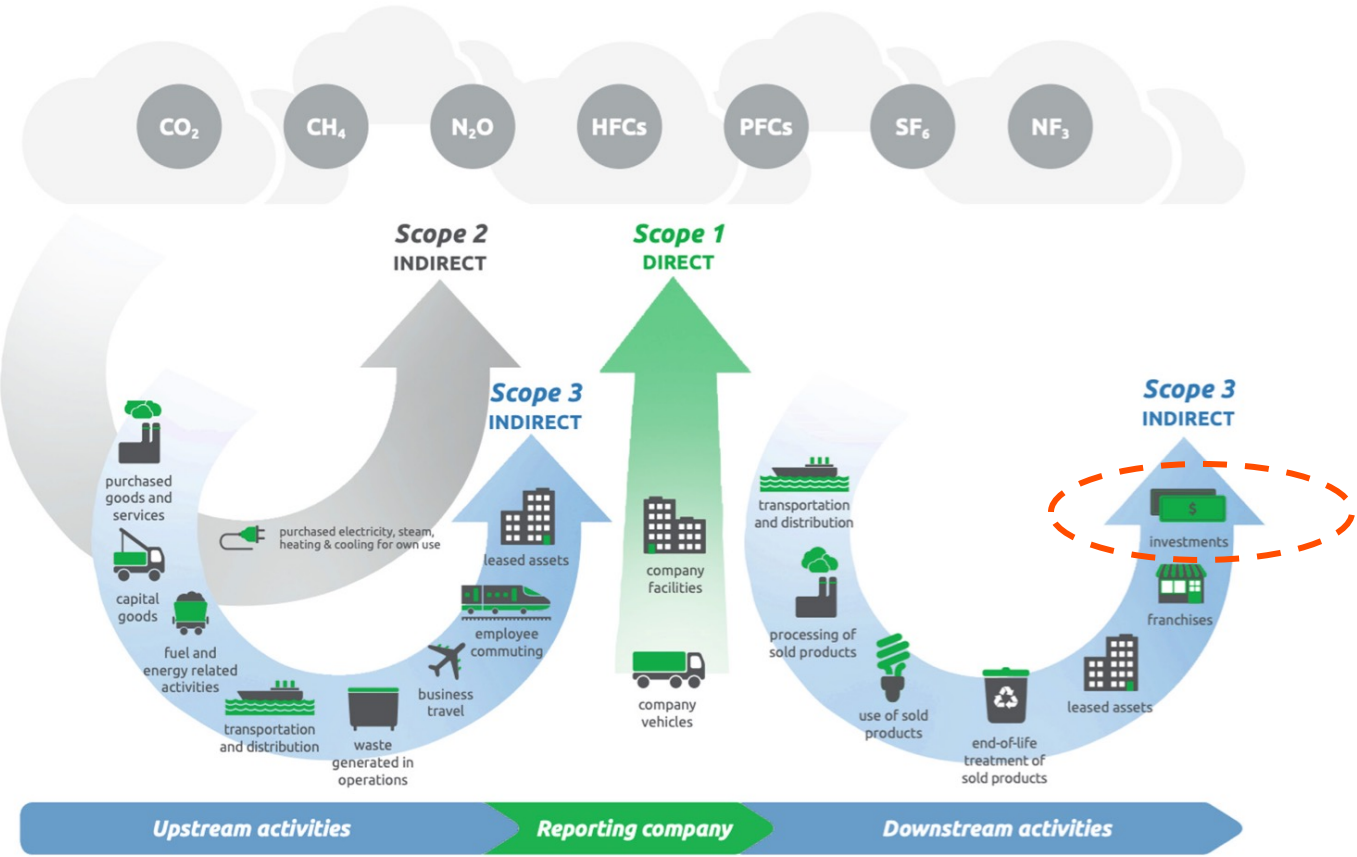 CO₂
CH₄
N₂O
HFCs
PFCs
SF₆
NF₃
Scope 2
INDIRECT
Scope 1
DIRECT
Scope 3
INDIRECT
Scope 3
INDIRECT
purchased
goods and
services
capital
goods
fuel and
energy related
activities
transportation
and distribution
waste
generated in
operations
business
travel
employee
commuting
leased assets
purchased electricity, steam,
heating & cooling for own use
company
facilities
company
vehicles
transportation
and distribution
processing of
sold products
use of sold
products
end-of-life
treatment of
sold products
leased assets
franchises
$
investments
Upstream activities
Reporting company
Downstream activities